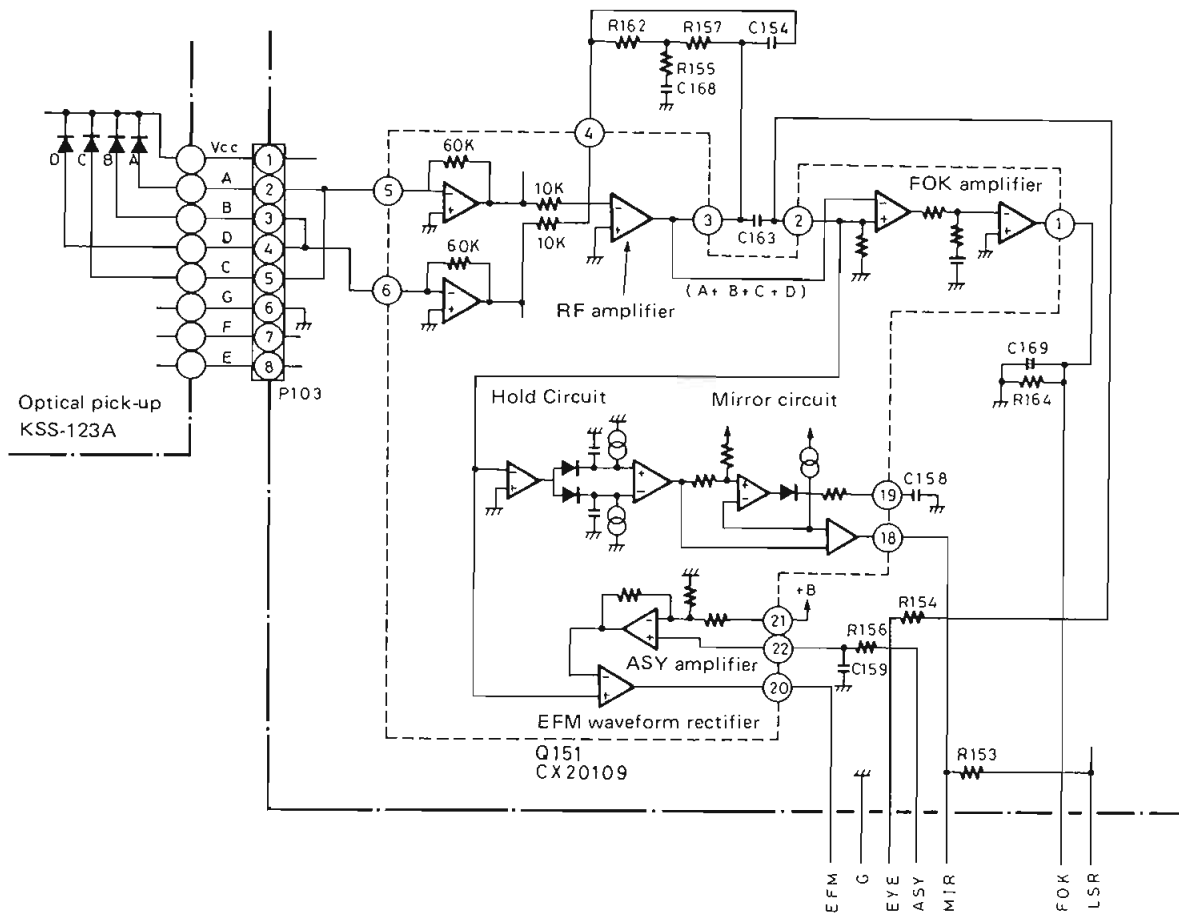 R162
R157
C154
R155
C168
D
C
B
A
Vcc
1
A
2
B
3
D
4
C
5
G
6
F
7
E
8
P103
Optical pick-up
KSS-123A
4
5
60K
10K
10K
6
60K
3
C163
2
FOK amplifier
1
RF amplifier
(A+ B+C+D)
C169
R164
Hold Circuit
Mirror circuit
19
C158
18
21
+B
R154
22
R156
C159
ASY amplifier
20
EFM waveform rectifier
Q151
CX20109
R153
EFM
G
EYE
ASY
MIR
FOK
LSR